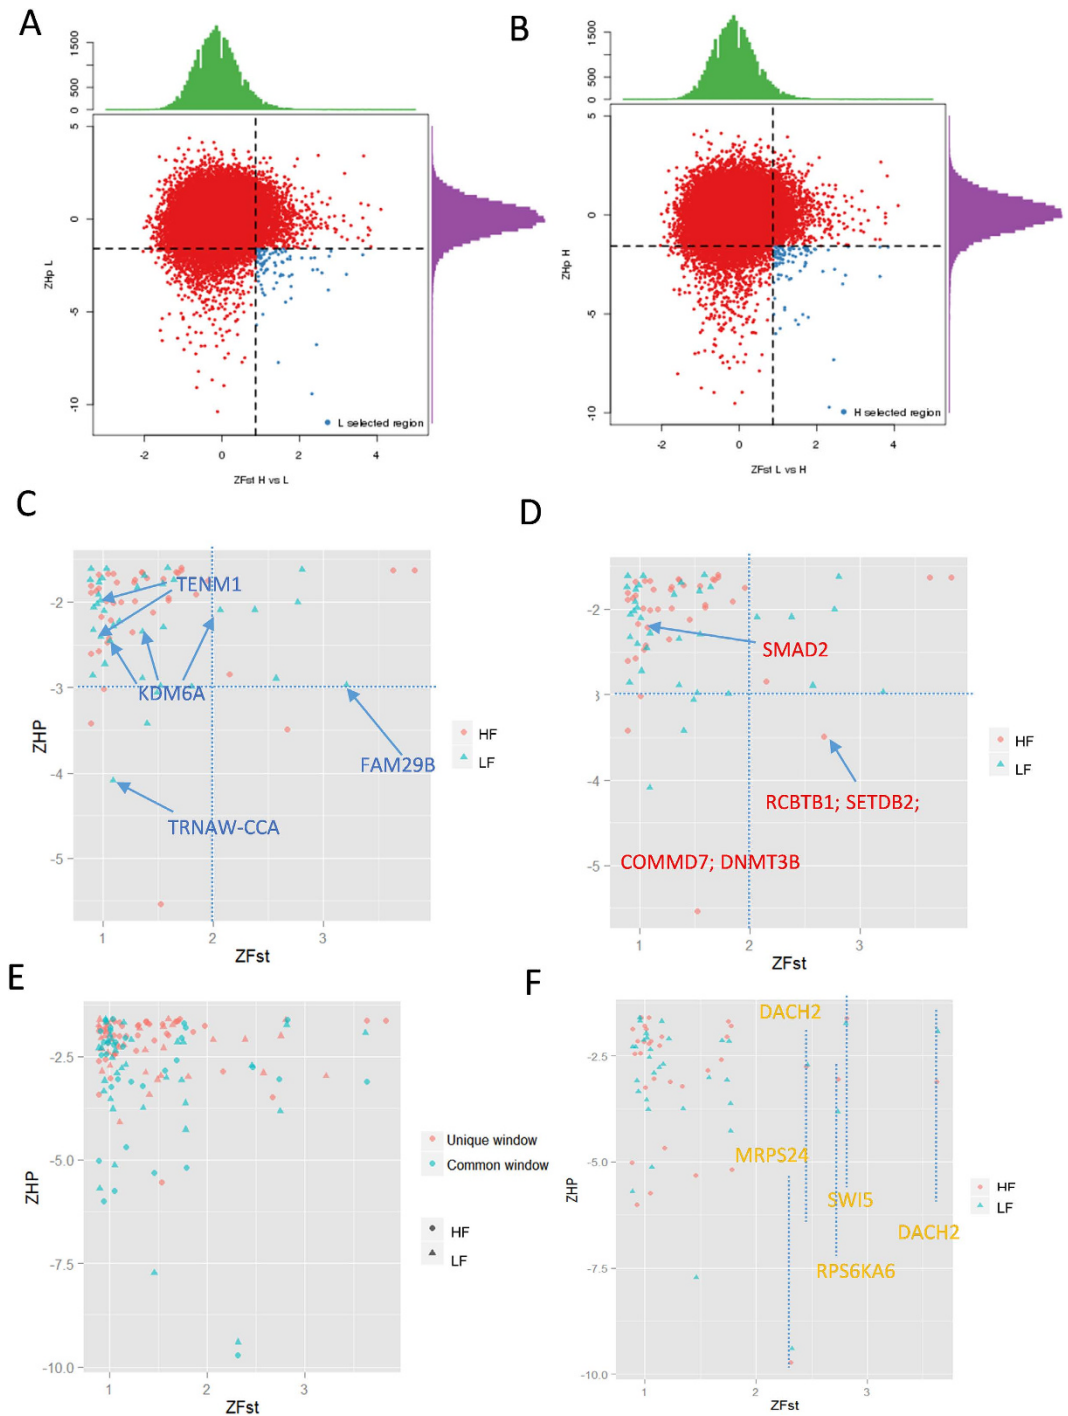 A
B
1500
500
0
1500
500
0
5
0
-5
-10
ZHp L
L selected region
-2
0
2
4
ZFst H vs L
5
0
-5
-10
ZHp H
H selected region
-2
0
2
4
ZFst L vs H
C
D
-2
-3
-4
-5
ZHP
TENM1
KDM6A
FAM29B
TRNAW-CCA
HF
LF
1
2
3
ZFst
-2
3
-4
-5
SMAD2
RCBTB1; SETDB2;
COMMD7; DNMT3B
HF
LF
1
2
3
ZFst
E
F
-2.5
-5.0
-7.5
-10.0
ZHP
Unique window
Common window
HF
LF
1
2
3
ZFst
-2.5
-5.0
-7.5
-10.0
ZHP
DACH2
MRPS24
SWI5
DACH2
RPS6KA6
HF
LF
1
2
3
ZFst